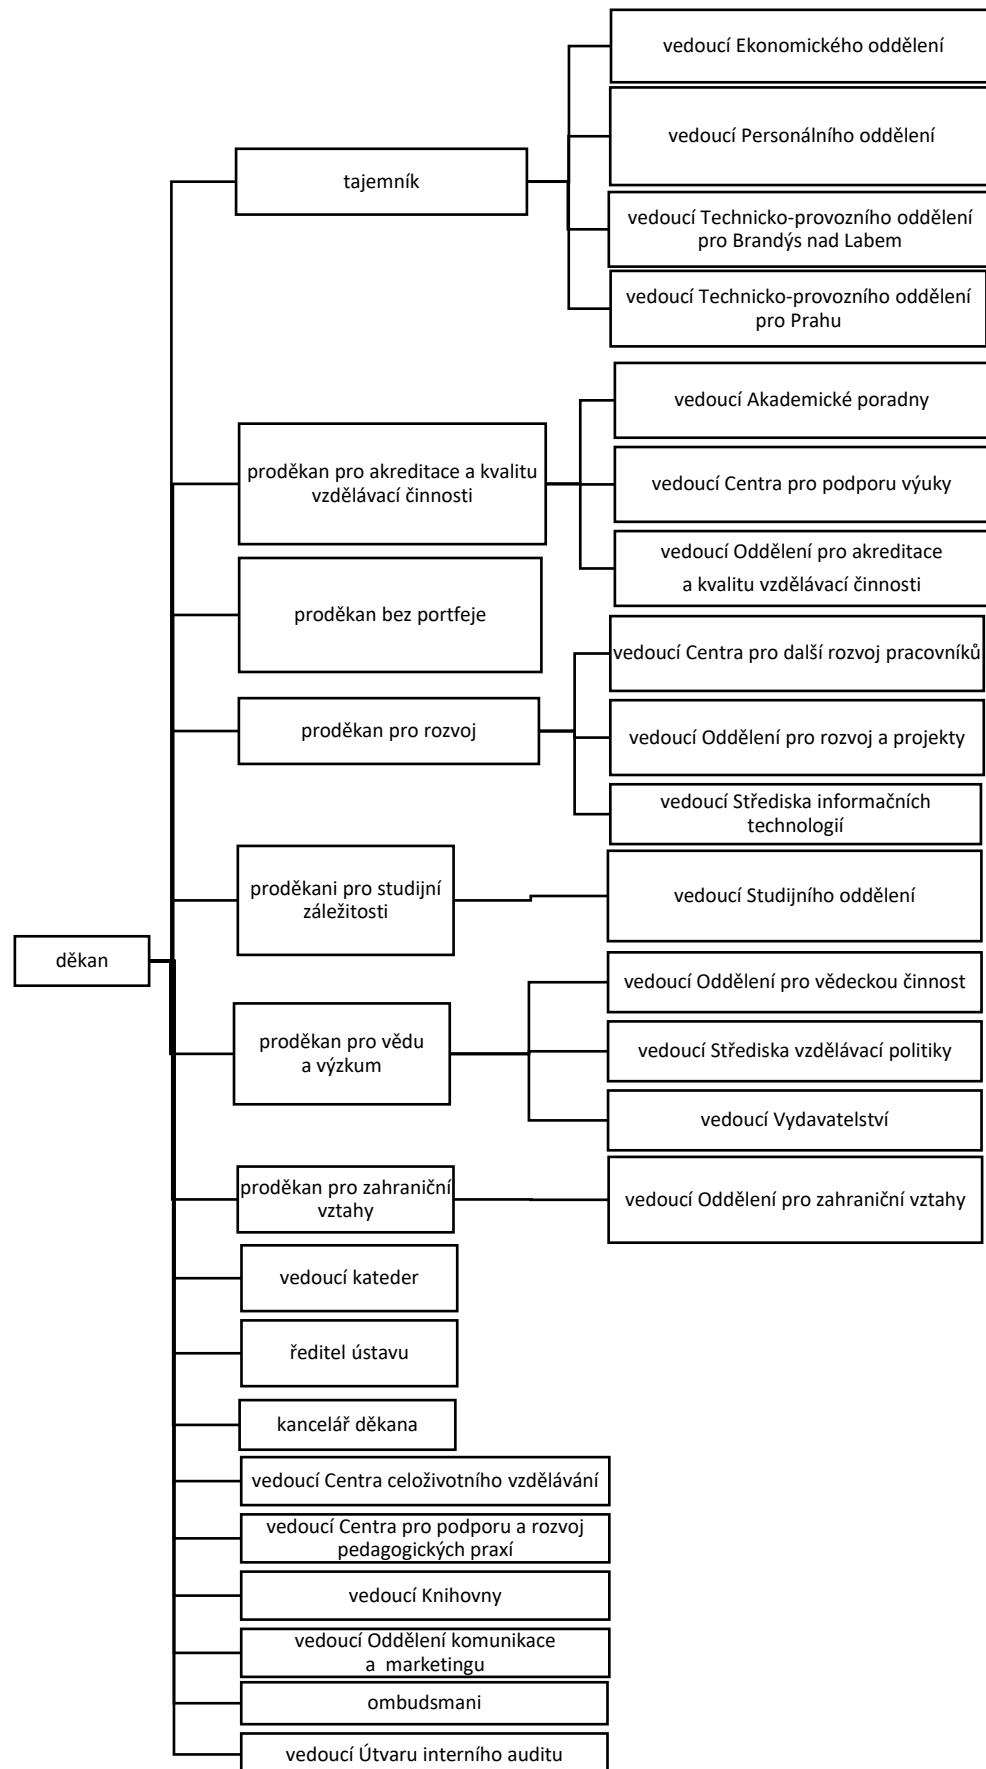 vedoucí Ekonomického oddělení
vedoucí Personálního oddělení
tajemník
vedoucí Technicko-provozního oddělení
pro Brandýs nad Labem
vedoucí Technicko-provozního oddělení
pro Prahu
vedoucí Akademické poradny
proděkan pro akreditace a kvalitu
vzdělávací činnosti
vedoucí Centra pro podporu výuky
vedoucí Oddělení pro akreditace
a kvalitu vzdělávací činnosti
proděkan bez portfeje
vedoucí Centra pro další rozvoj pracovníků
proděkan pro rozvoj
vedoucí Oddělení pro rozvoj a projekty
vedoucí Střediska informačních
technologií
proděkani pro studijní
záležitosti
vedoucí Studijního oddělení
děkan
vedoucí Oddělení pro vědeckou činnost
proděkan pro vědu
a výzkum
vedoucí Střediska vzdělávací politiky
vedoucí Vydavatelství
proděkan pro zahraniční
vztahy
vedoucí Oddělení pro zahraniční vztahy
vedoucí kateder
ředitel ústavu
kancelář děkana
vedoucí Centra celoživotního vzdělávání
vedoucí Centra pro podporu a rozvoj
pedagogických praxí
vedoucí Knihovny
vedoucí Oddělení komunikace
a  marketingu
ombudsmani
vedoucí Útvaru interního auditu